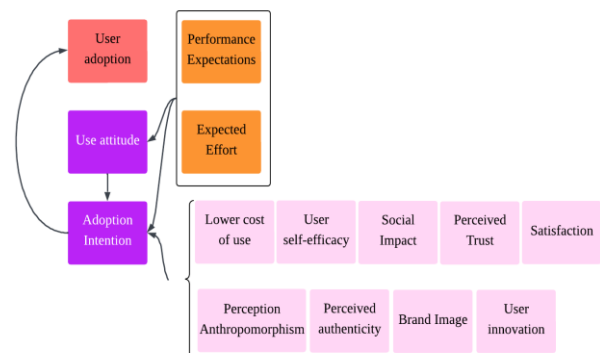 User
adoption
Performance
Expectations
Use attitude
Expected
Effort
Adoption
Intention
Lower cost
of use
User
self-efficacy
Social
Impact
Perceived
Trust
Satisfaction
Perception
Anthropomorphism
Perceived
authenticity
Brand Image
User
innovation